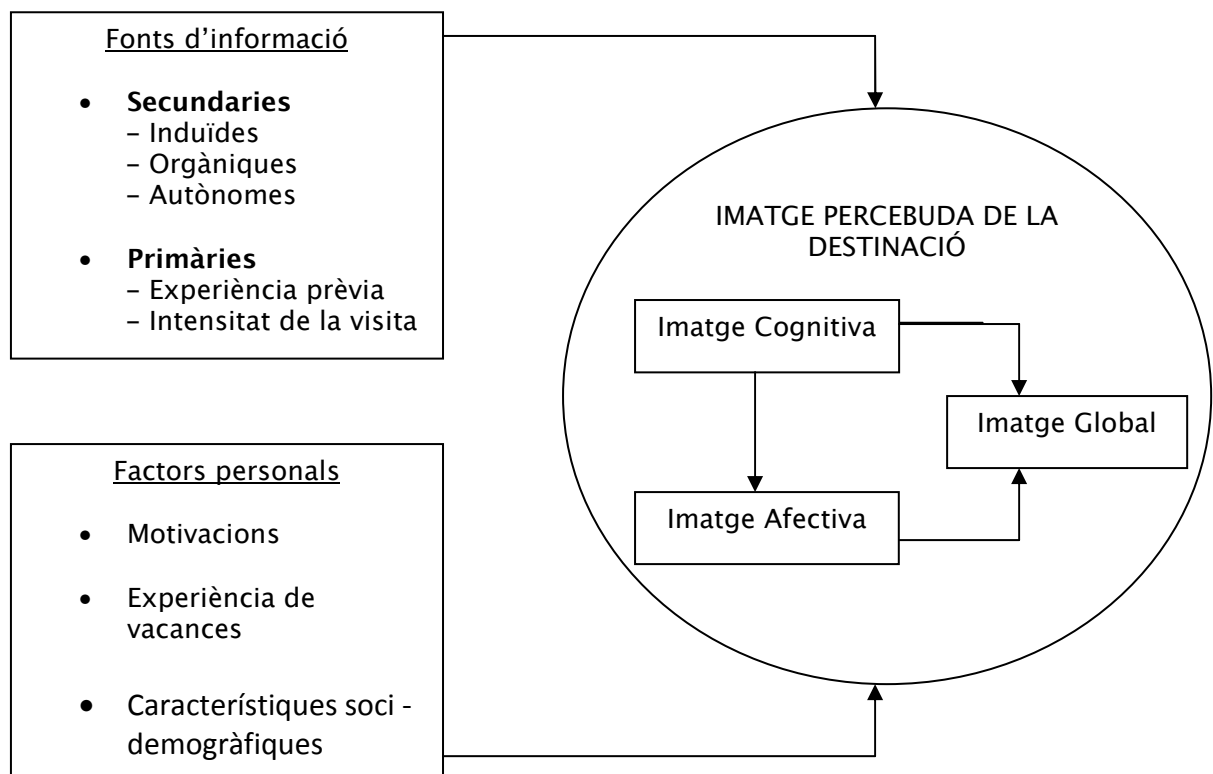 Fonts d’informació
• Secundaries
– Induïdes
– Orgàniques
– Autònomes
• Primàries
– Experiència prèvia
– Intensitat de la visita
Factors personals
• Motivacions
• Experiència de
vacances
• Característiques soci -
demogràfiques
IMATGE PERCEBUDA DE LA
DESTINACIÓ
Imatge Cognitiva
Imatge Global
Imatge Afectiva